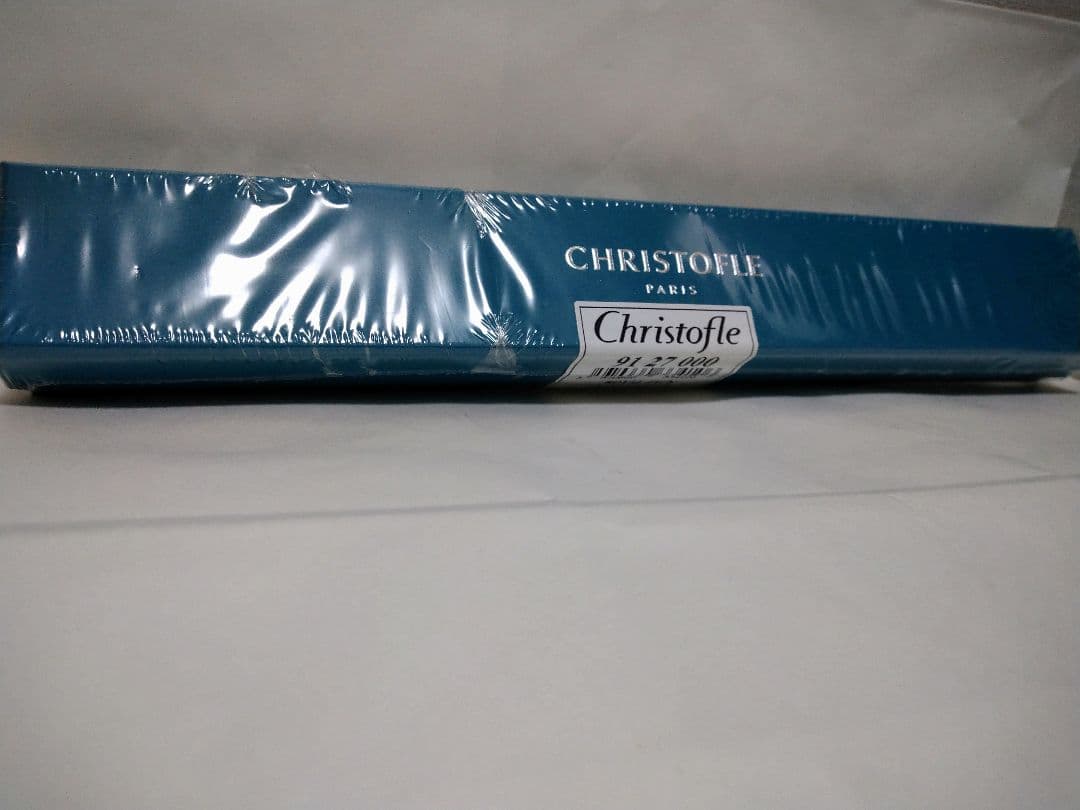 CHRISTOFLE
PARIS
Christofle
91 27 000